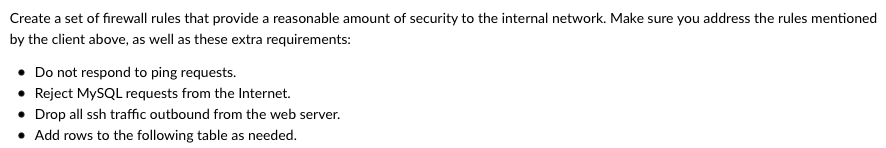 Create a set of firewall rules that provide a reasonable amount of security to the internal network. Make sure you address the rules mentioned
by the client above, as well as these extra requirements:
• Do not respond to ping requests.
• Reject MySQL requests from the Internet.
• Drop all ssh traffic outbound from the web server.
• Add rows to the following table as needed.